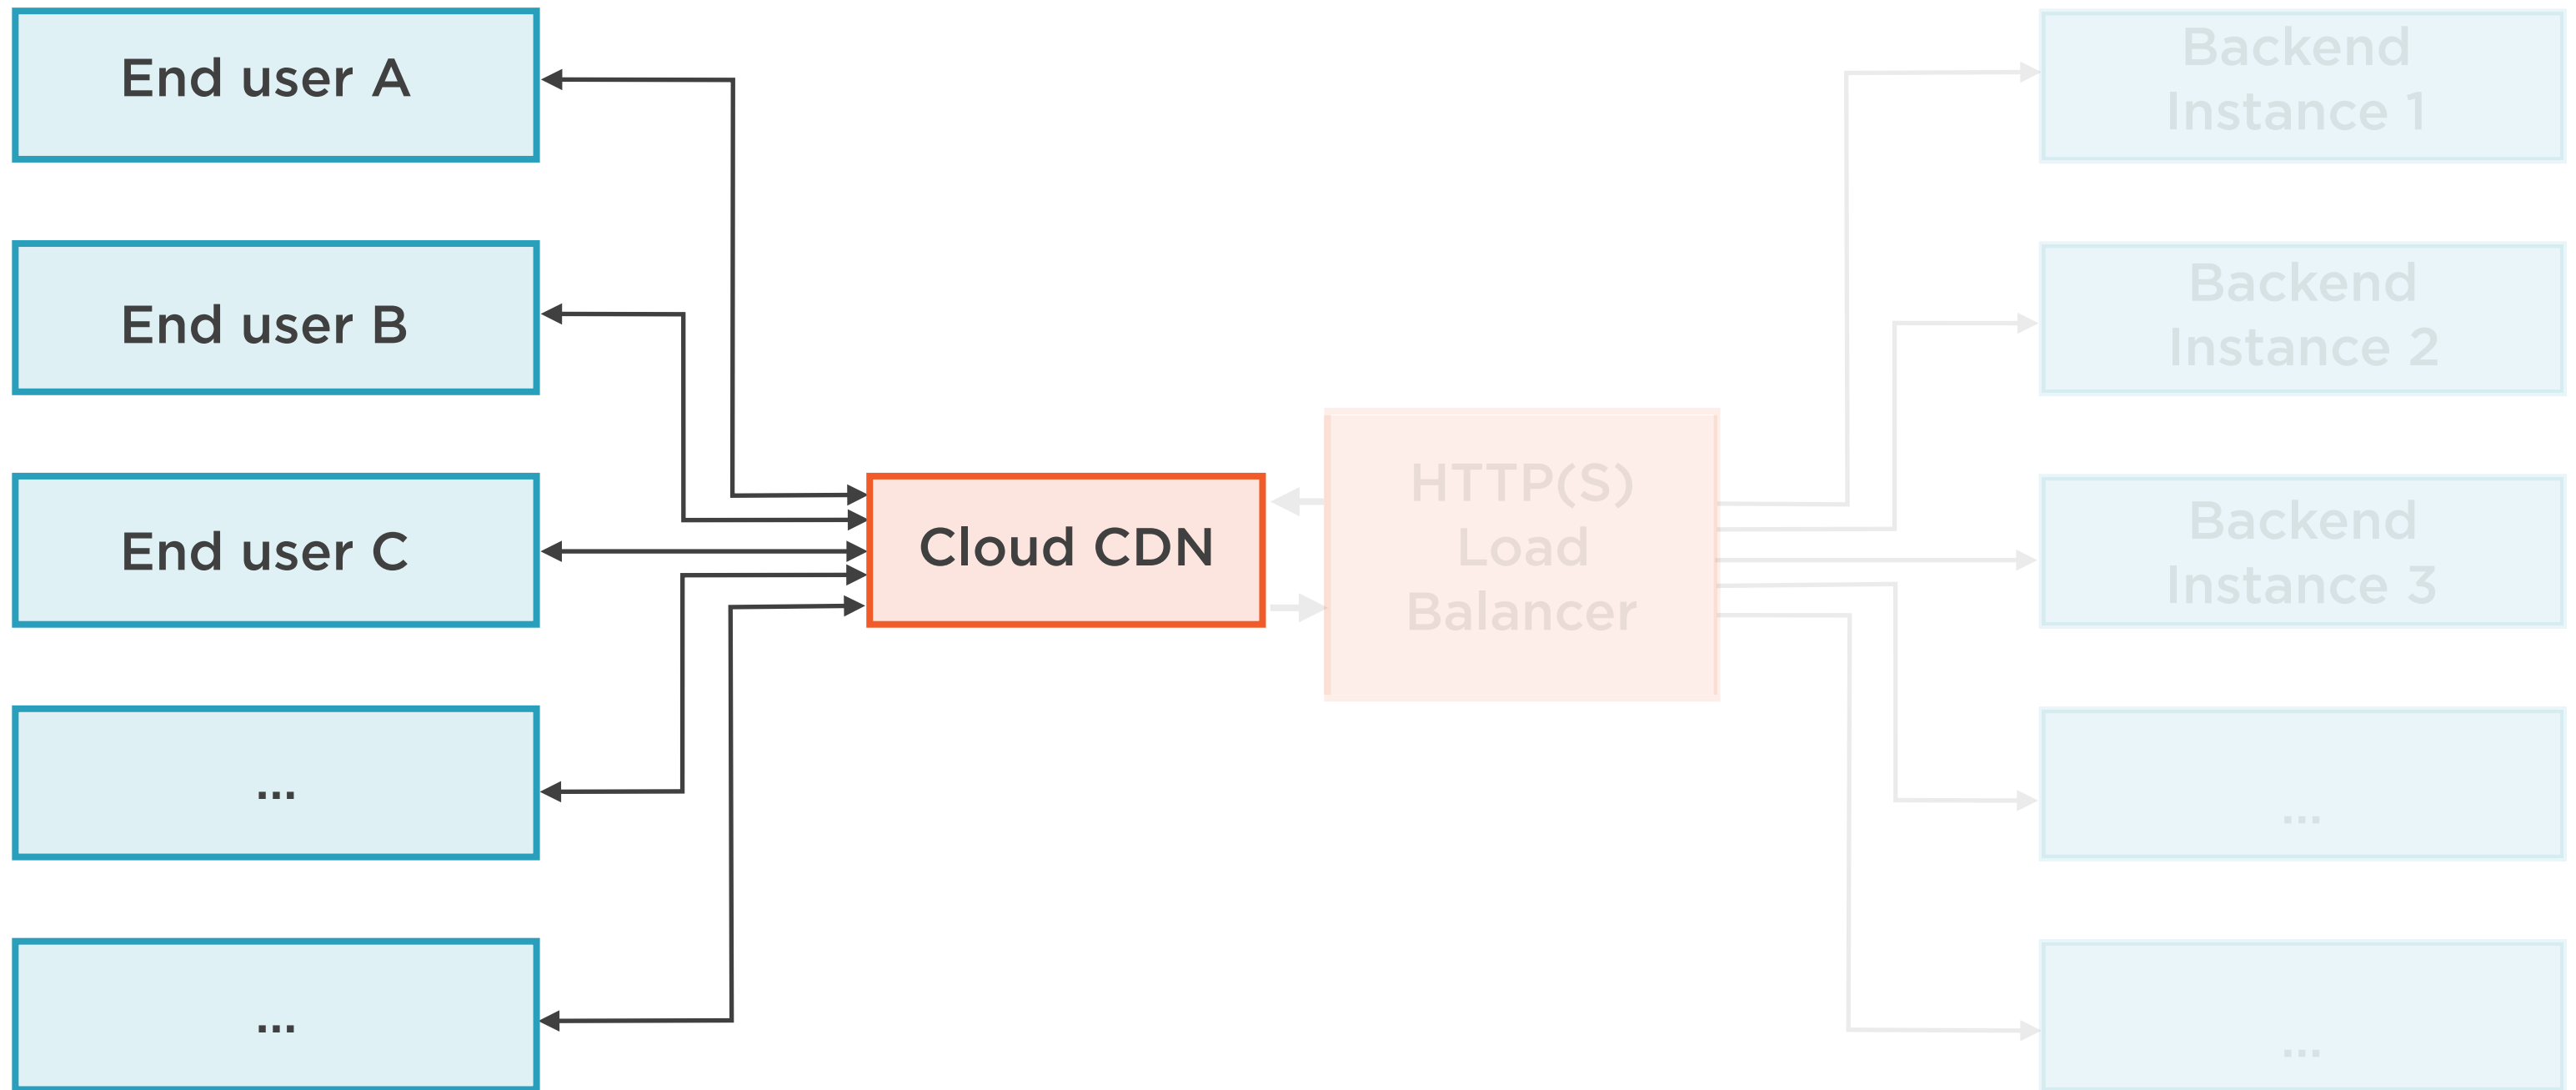 End user A
End user B
End user C
...
...
Cloud CDN
HTTP(S)
Load
Balancer
Backend
Instance 1
Backend
Instance 2
Backend
Instance 3
...
...